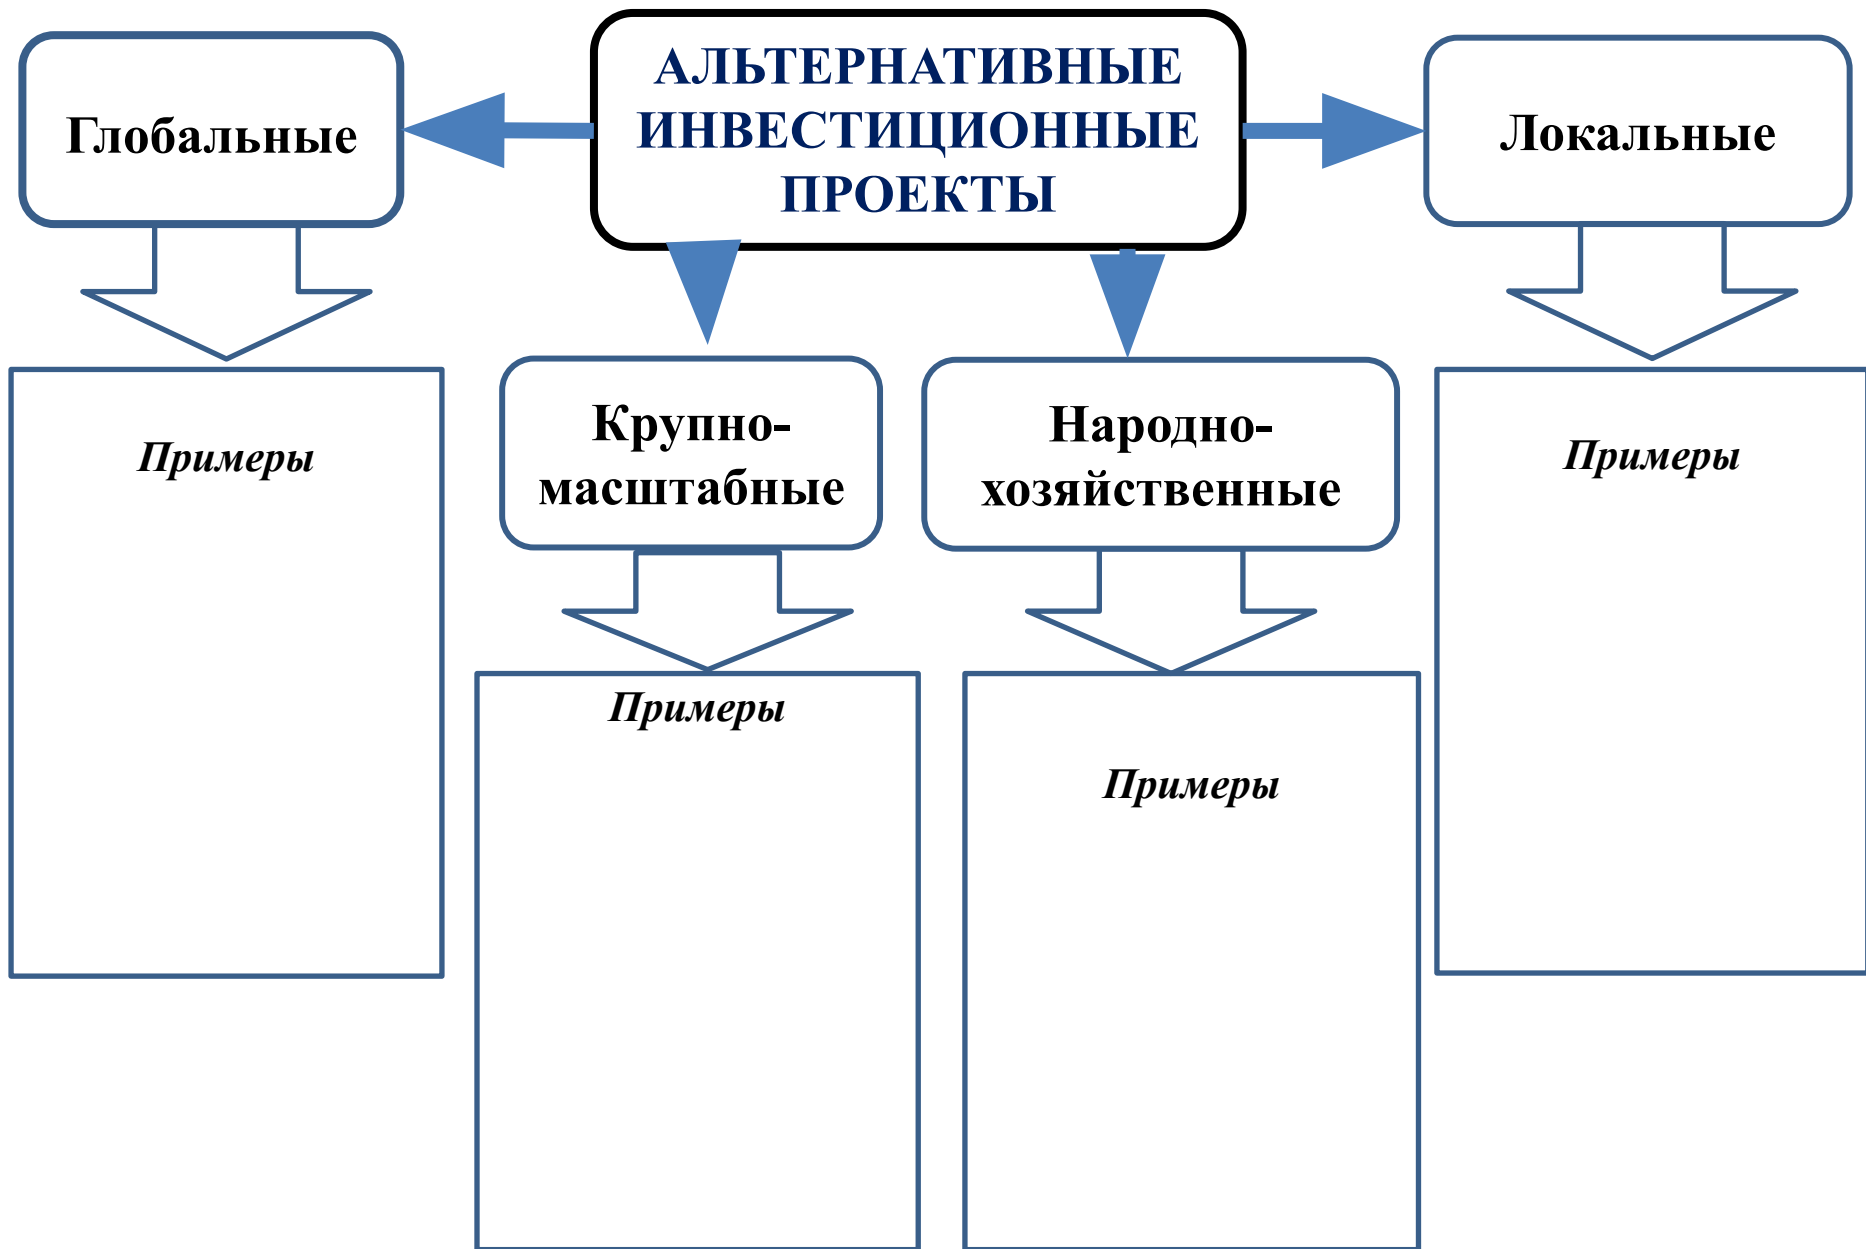 АЛЬТЕРНАТИВНЫЕ
ИНВЕСТИЦИОННЫЕ
ПРОЕКТЫ
Глобальные
Локальные
Крупно-
масштабные
Народно-
хозяйственные
Примеры
Примеры
Примеры
Примеры